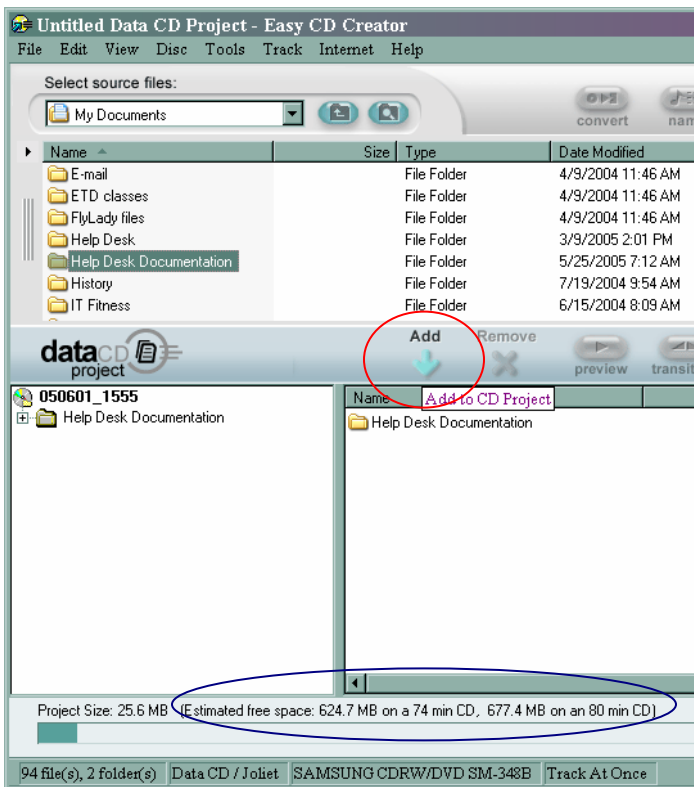 Untitled Data CD Project - Easy CD Creator
File Edit View Disc Tools Track Internet Help
Select source files:
My Documents
convert
Name Size Type Date Modified
E-mail File Folder 4/9/2004 11:46 AM
ETD classes File Folder 4/9/2004 11:46 AM
FlyLady files File Folder 4/9/2004 11:46 AM
Help Desk File Folder 3/9/2005 2:01 PM
Help Desk Documentation File Folder 5/25/2005 7:12 AM
History File Folder 7/19/2004 9:54 AM
IT Fitness File Folder 6/15/2004 8:09 AM
Add Remove
dataCD
project
preview transit
050601_1555
Help Desk Documentation
Name Add to CD Project
Help Desk Documentation
Project Size: 25.6 MB (Estimated free space: 624.7 MB on a 74 min CD, 677.4 MB on an 80 min CD)
94 file(s), 2 folder(s) Data CD / Joliet SAMSUNG CDRW/DVD SM-348B Track At Once